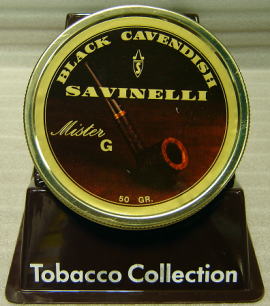 BLACK CAVENDISH
SAVINELLI
Mister
G
50 GR.
Tobacco Collection